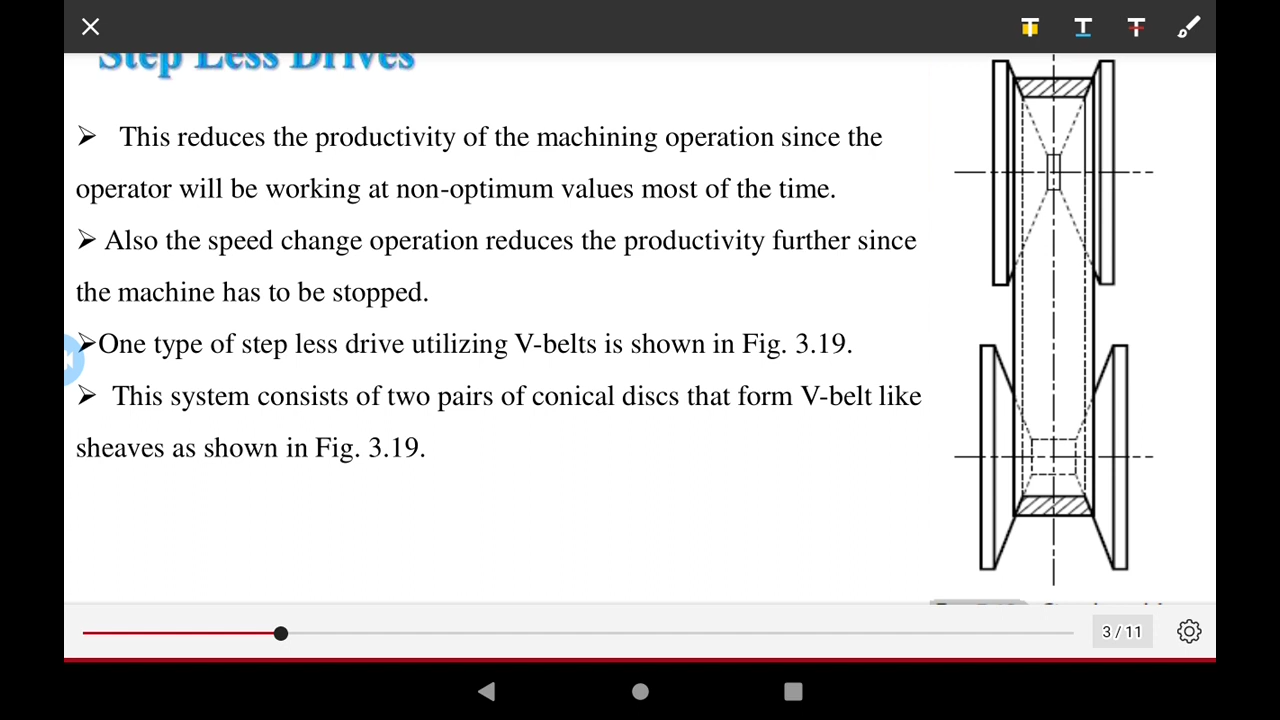 Step Less Drives
➢ This reduces the productivity of the machining operation since the
operator will be working at non-optimum values most of the time.
➢ Also the speed change operation reduces the productivity further since
the machine has to be stopped.
➢One type of step less drive utilizing V-belts is shown in Fig. 3.19.
➢ This system consists of two pairs of conical discs that form V-belt like
sheaves as shown in Fig. 3.19.
3 / 11